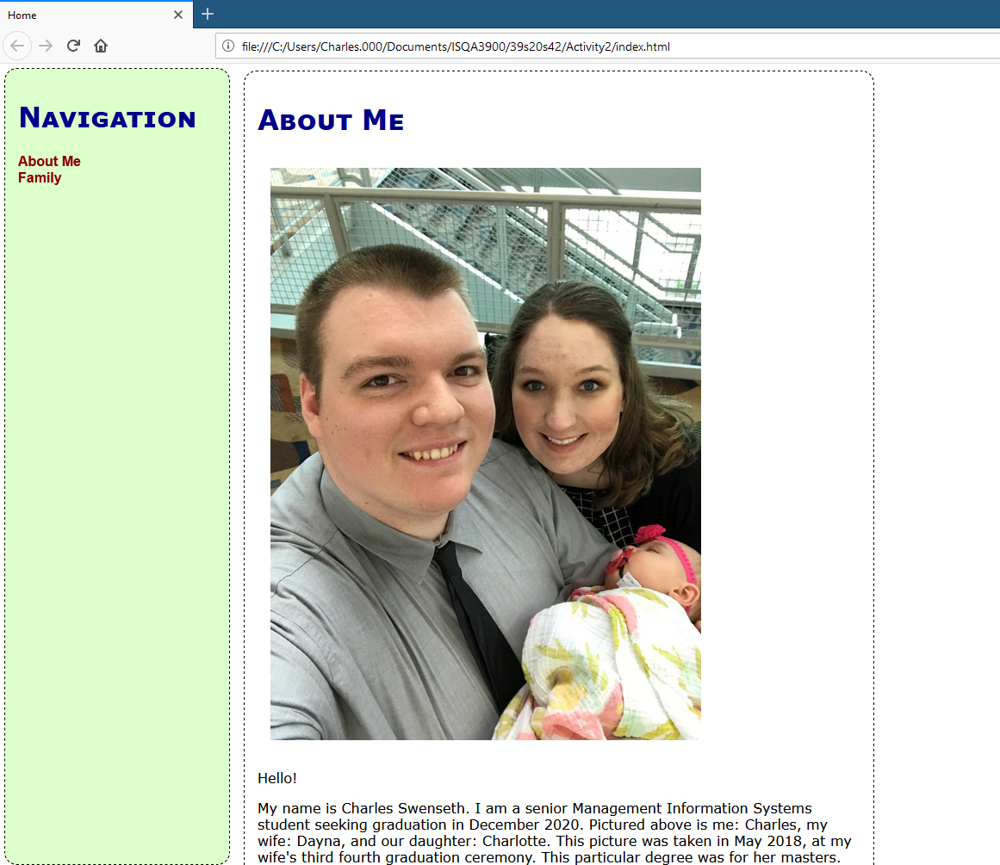 Home
file:///C:/Users/Charles.000/Documents/ISQA3900/39s20s42/Activity2/index.html
Navigation
About Me
Family
About Me
Hello!
My name is Charles Swenseth. I am a senior Management Information Systems
student seeking graduation in December 2020. Pictured above is me: Charles, my
wife: Dayna, and our daughter: Charlotte. This picture was taken in May 2018, at my
wife's third fourth graduation ceremony. This particular degree was for her masters.